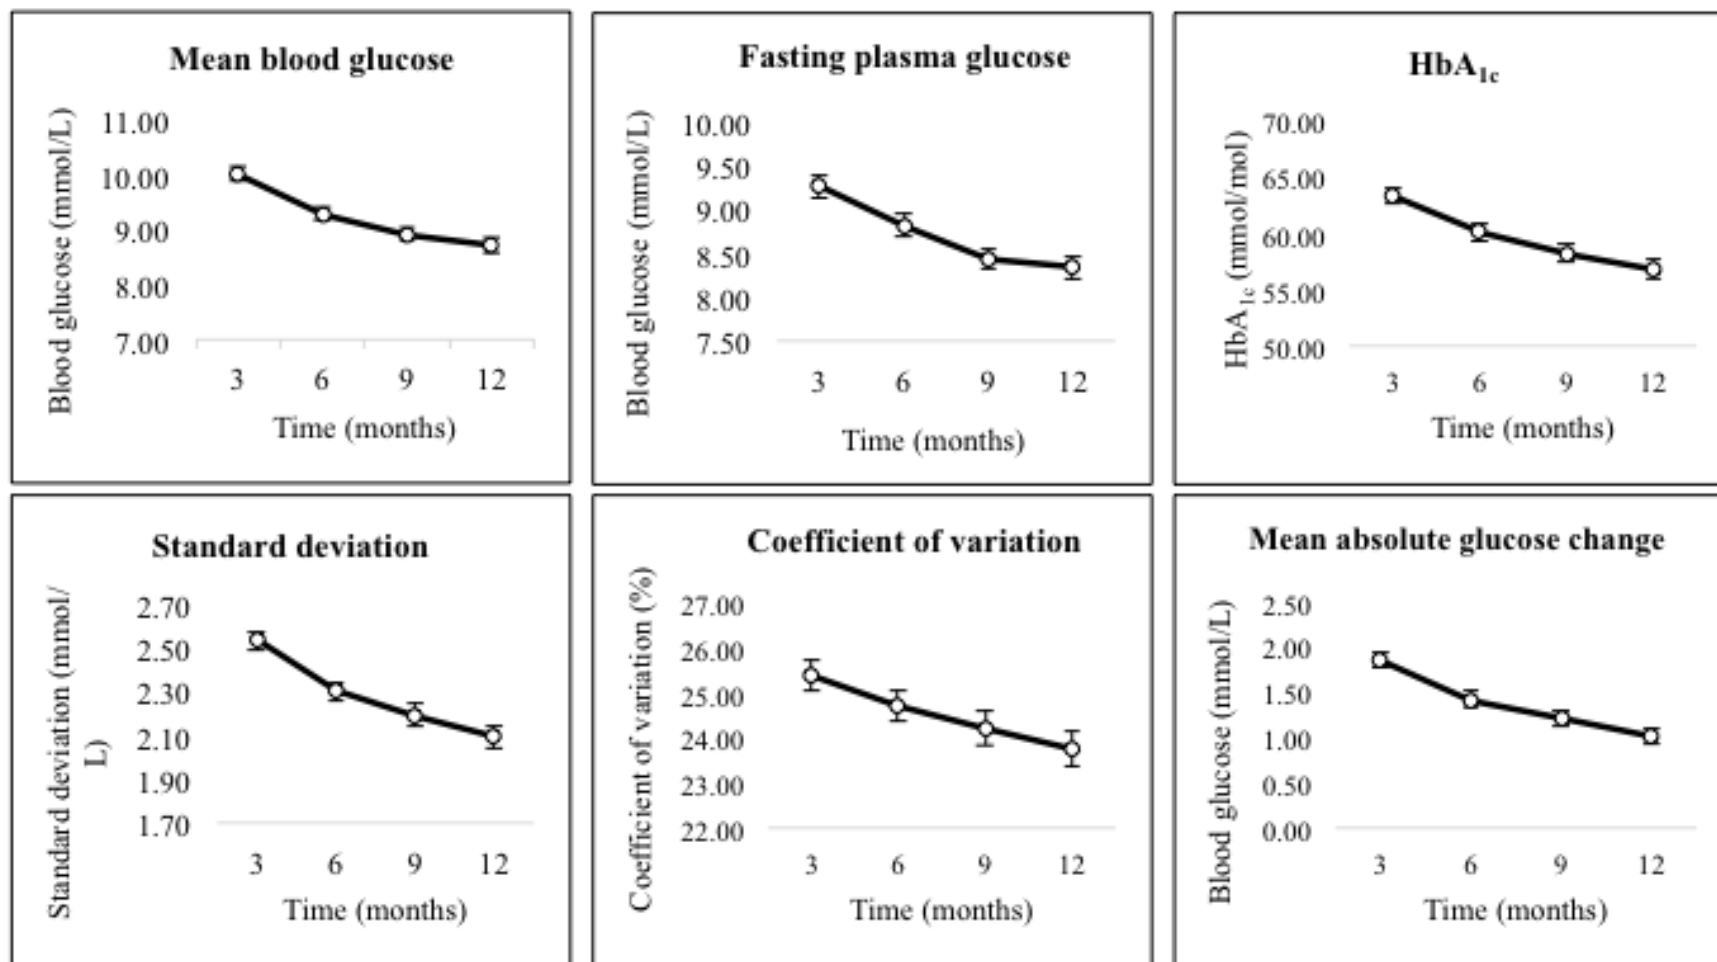 Mean blood glucose
Blood glucose (mmol/L)
11.00
10.00
9.00
8.00
7.00
3 6 9 12
Time (months)
Fasting plasma glucose
Blood glucose (mmol/L)
10.00
9.50
9.00
8.50
8.00
7.50
3 6 9 12
Time (months)
HbA1c
HbA1c (mmol/mol)
70.00
65.00
60.00
55.00
50.00
3 6 9 12
Time (months)
Standard deviation
Standard deviation (mmol/
L)
2.70
2.50
2.30
2.10
1.90
1.70
3 6 9 12
Time (months)
Coefficient of variation
Coefficient of variation (%)
27.00
26.00
25.00
24.00
23.00
22.00
3 6 9 12
Time (months)
Mean absolute glucose change
Blood glucose (mmol/L)
2.50
2.00
1.50
1.00
0.50
0.00
3 6 9 12
Time (months)